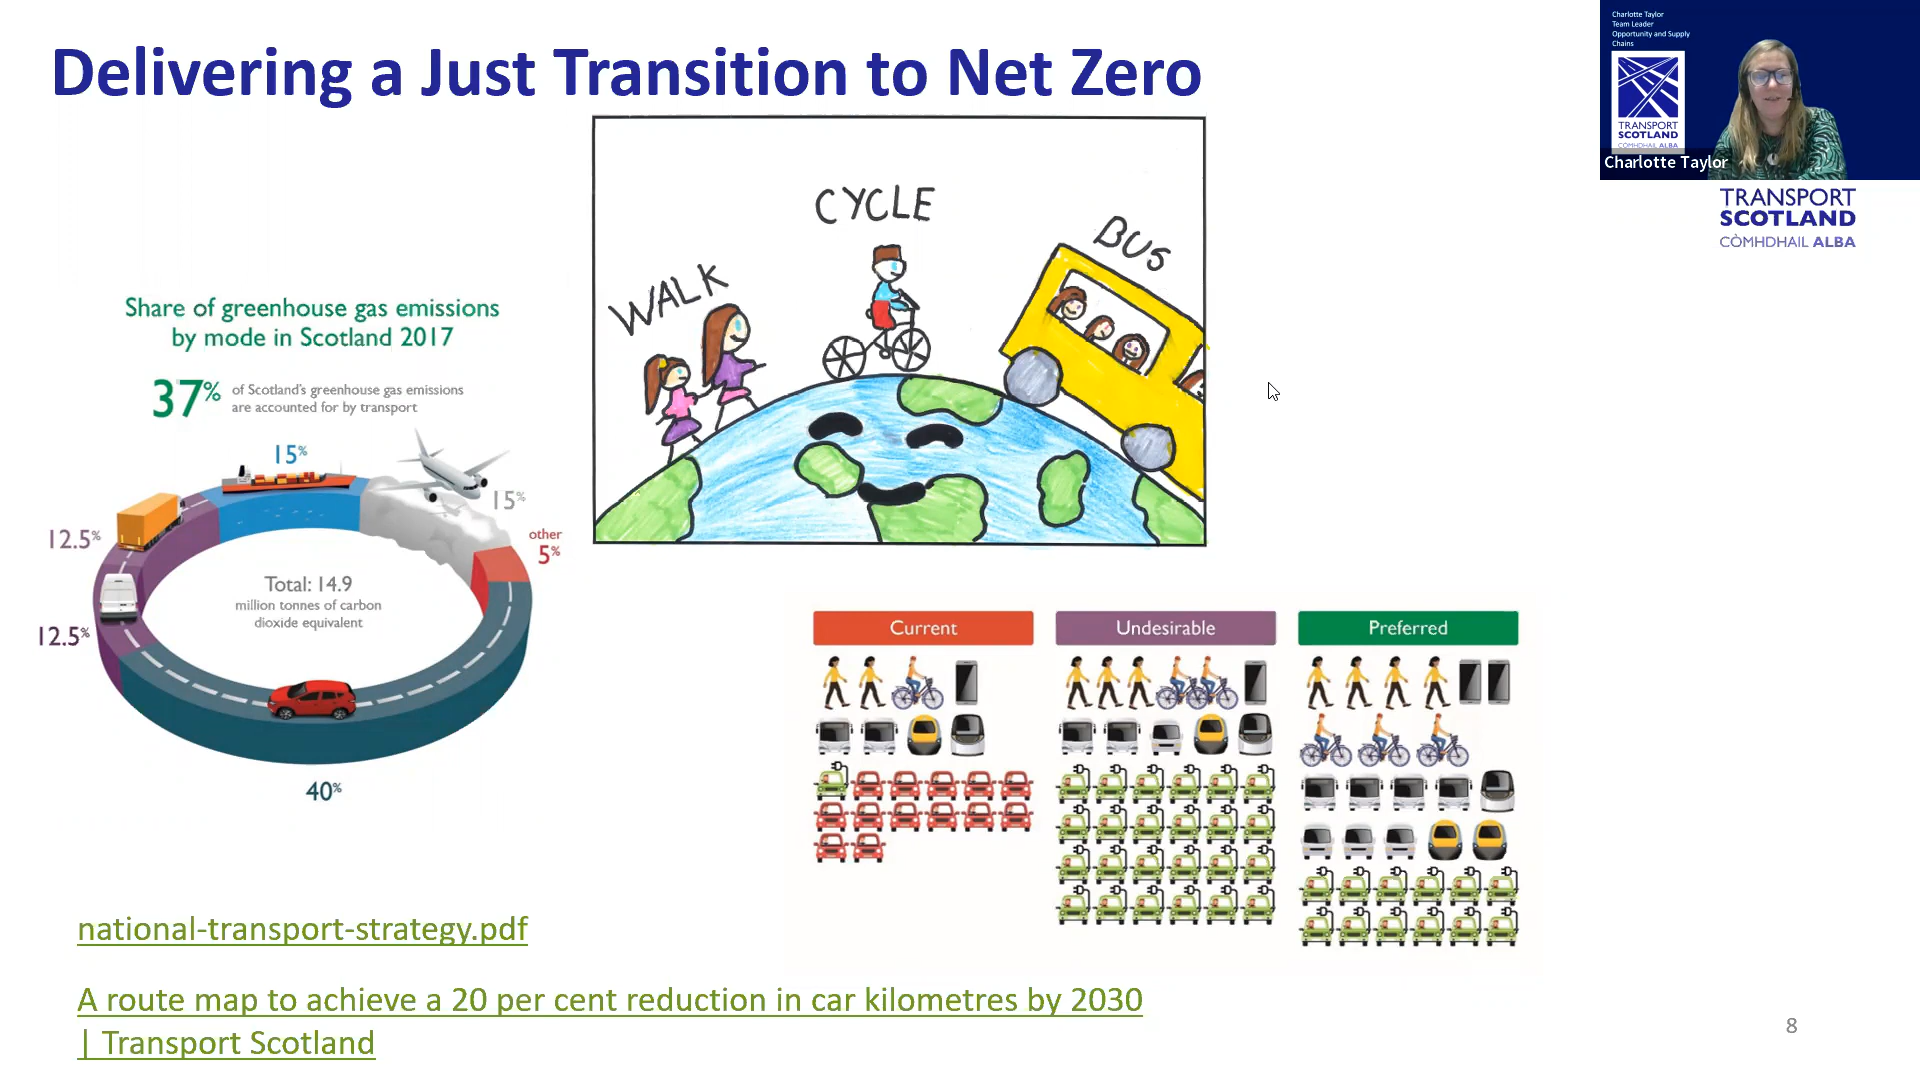 Delivering a Just Transition to Net Zero
Charlotte Taylor
Team Leader
Opportunity and Supply
Chains
TRANSPORT
SCOTLAND
CÒMHDHAIL ALBA
Charlotte Taylor
TRANSPORT
SCOTLAND
CÒMHDHAIL ALBA
WALK
CYCLE
BUS
Share of greenhouse gas emissions
by mode in Scotland 2017
37% of Scotland's greenhouse gas emissions
are accounted for by transport
15%
15%
other
5%
12.5%
12.5%
40%
Total: 14.9
million tonnes of carbon
dioxide equivalent
Current
Undesirable
Preferred
national-transport-strategy.pdf
A route map to achieve a 20 per cent reduction in car kilometres by 2030
| Transport Scotland
8